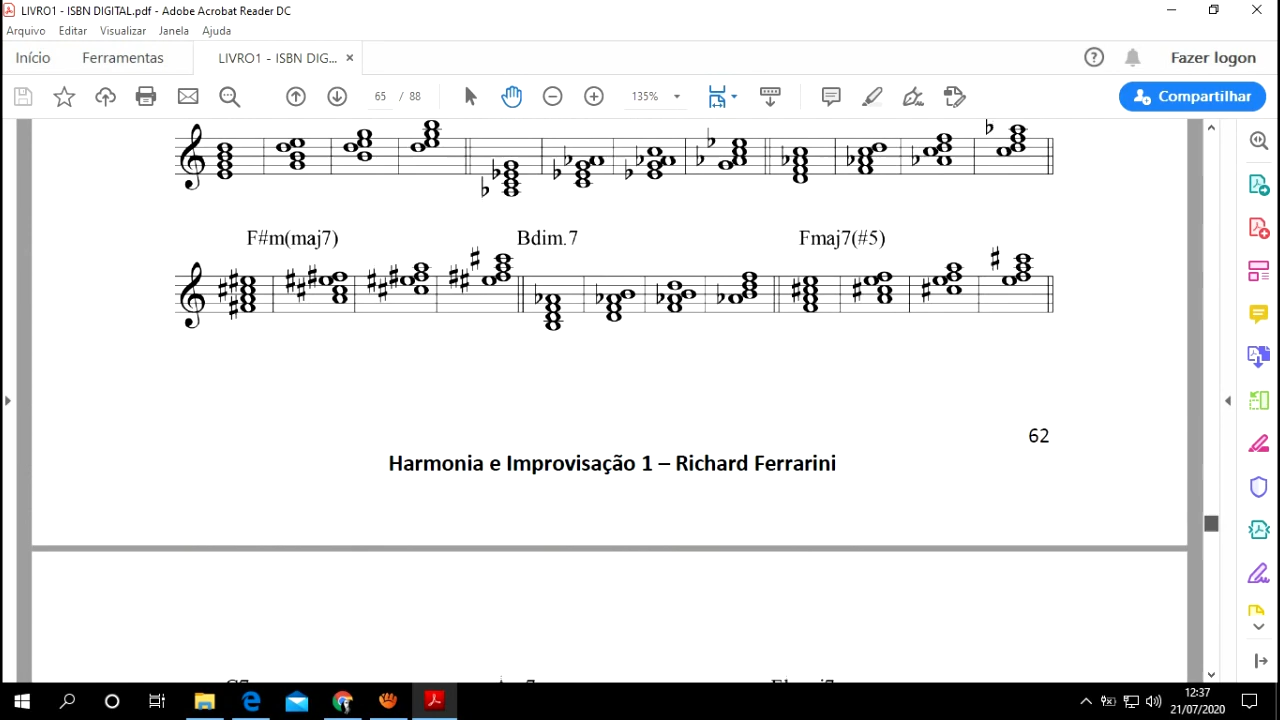 LIVRO1 - ISBN DIGITAL.pdf - Adobe Acrobat Reader DC
Arquivo Editar Visualizar Janela Ajuda
Início Ferramentas LIVRO1 - ISBN DIG... × Fazer logon
65 / 88 135% Compartilhar
F#m(maj7) Bdim.7 Fmaj7(#5)
62
Harmonia e Improvisação 1 – Richard Ferrarini
12:37
21/07/2020